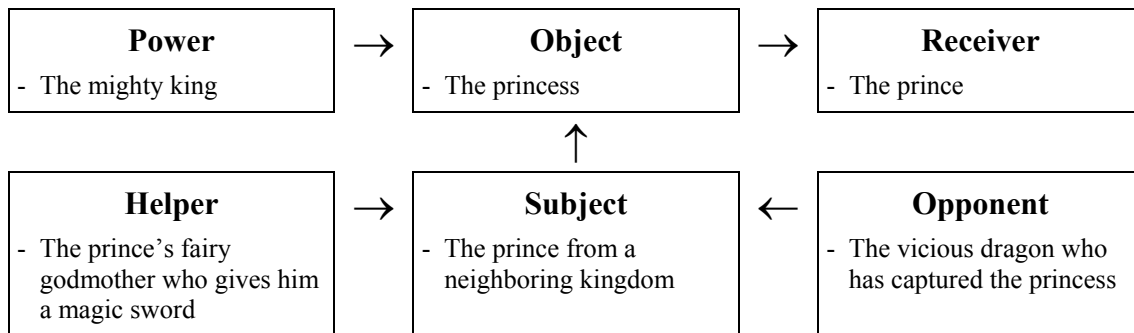 Power
- The mighty king
Object
- The princess
Receiver
- The prince
Helper
- The prince’s fairy
godmother who gives him
a magic sword
Subject
- The prince from a
neighboring kingdom
Opponent
- The vicious dragon who
has captured the princess